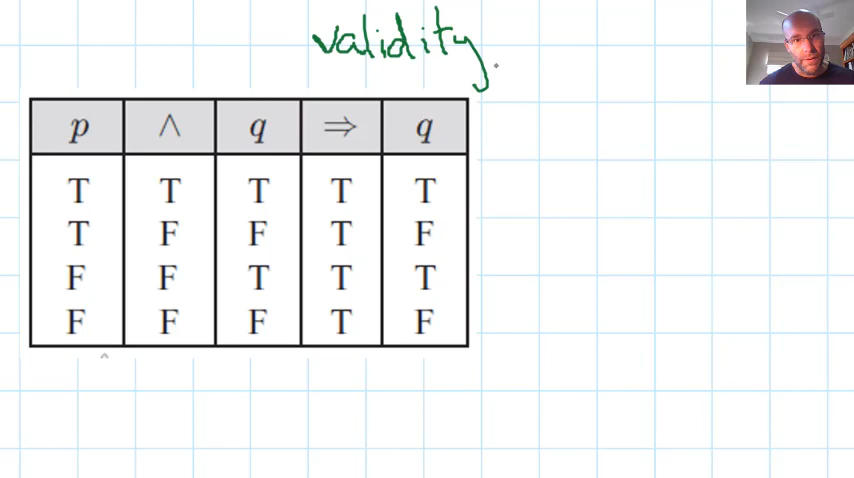 validity
p ∧ q ⇒ q
T T T T T
T F F T F
F F T T T
F F F T F